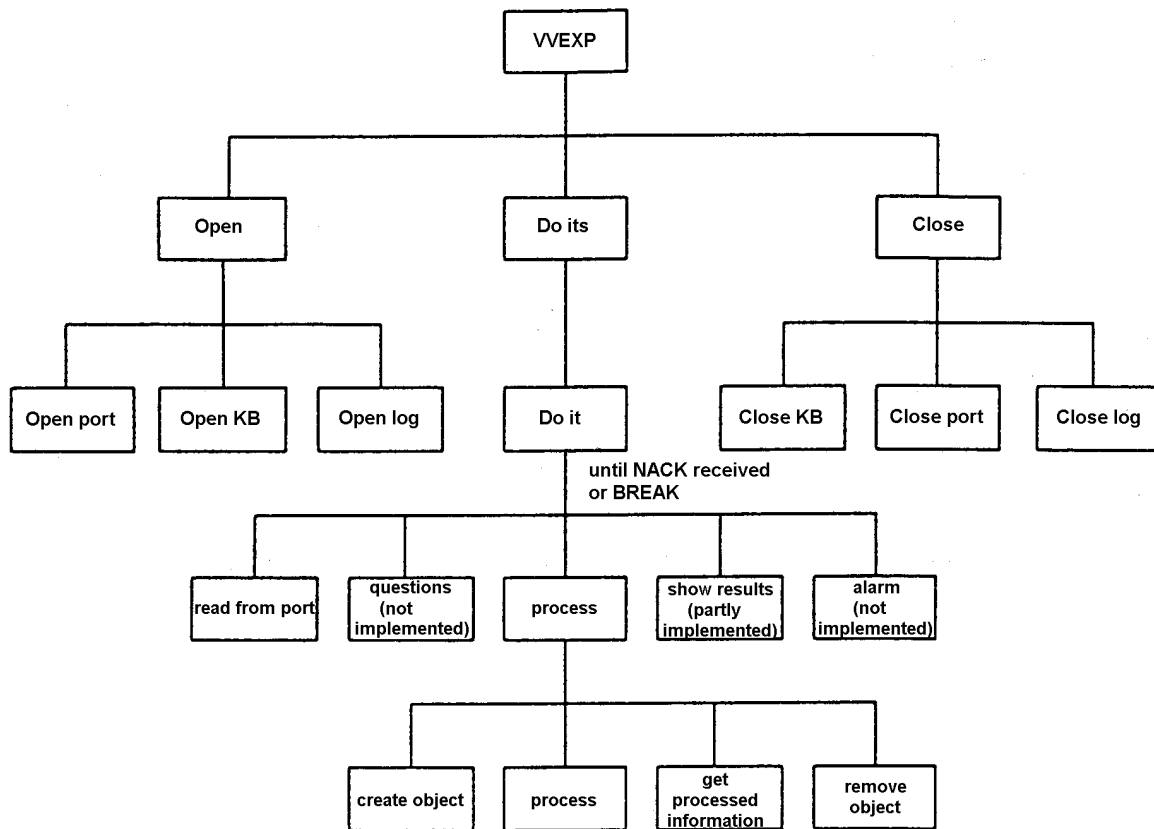 VVEXP
Open
Do its
Close
Open port
Open KB
Open log
Do it
Close KB
Close port
Close log
until NACK received
or BREAK
read from port
questions
(not
implemented)
process
show results
(partly
implemented)
alarm
(not
implemented)
create object
process
get
processed
information
remove
object